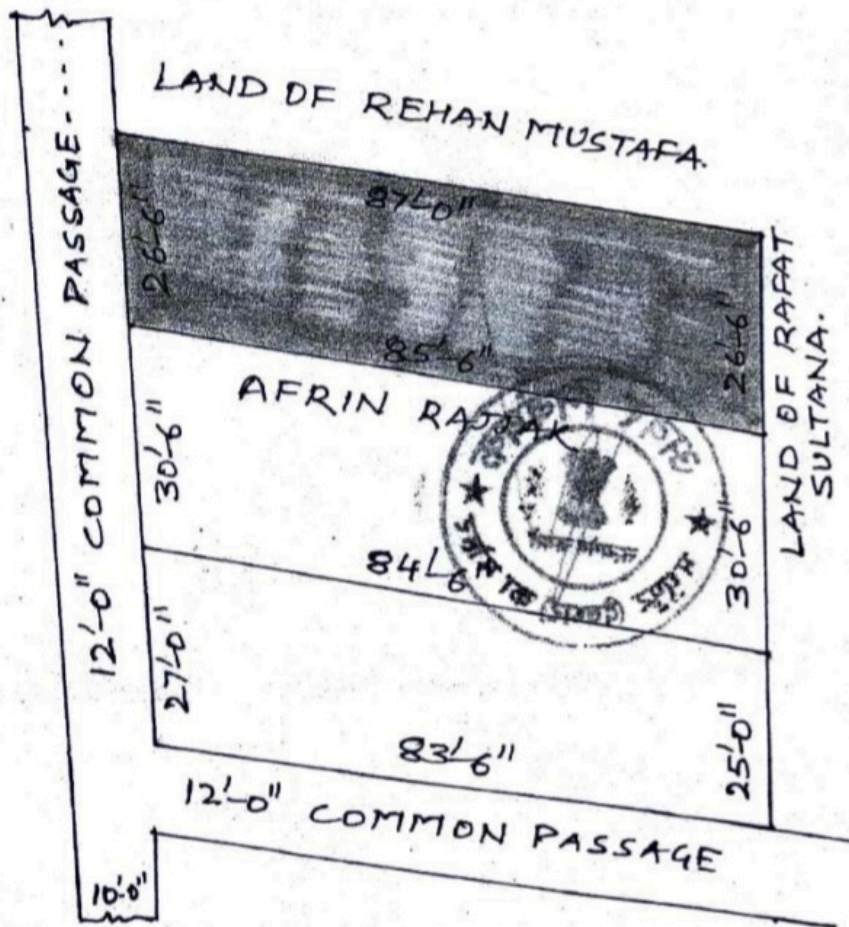 LAND OF REHAN MUSTAFA.
12'-0" COMMON PASSAGE
87'-0"
26'-6"
26'-6"
85'-6"
LAND OF RAFAT
SULTANA.
AFRIN RAJJAK
30'-6"
30'-6"
84'-6
27'-0"
25'-0"
83'-6"
12'-0" COMMON PASSAGE
10'-0"